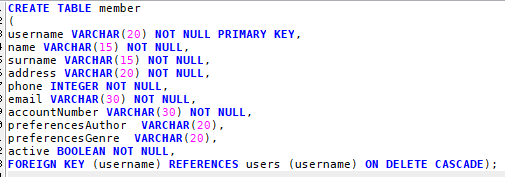 CREATE TABLE member
(
username VARCHAR(20) NOT NULL PRIMARY KEY,
name VARCHAR(15) NOT NULL,
surname VARCHAR(15) NOT NULL,
address VARCHAR(20) NOT NULL,
phone INTEGER NOT NULL,
email VARCHAR(30) NOT NULL,
accountNumber VARCHAR(30) NOT NULL,
preferencesAuthor  VARCHAR(20),
preferencesGenre  VARCHAR(20),
active BOOLEAN NOT NULL,
FOREIGN KEY (username) REFERENCES users (username) ON DELETE CASCADE);